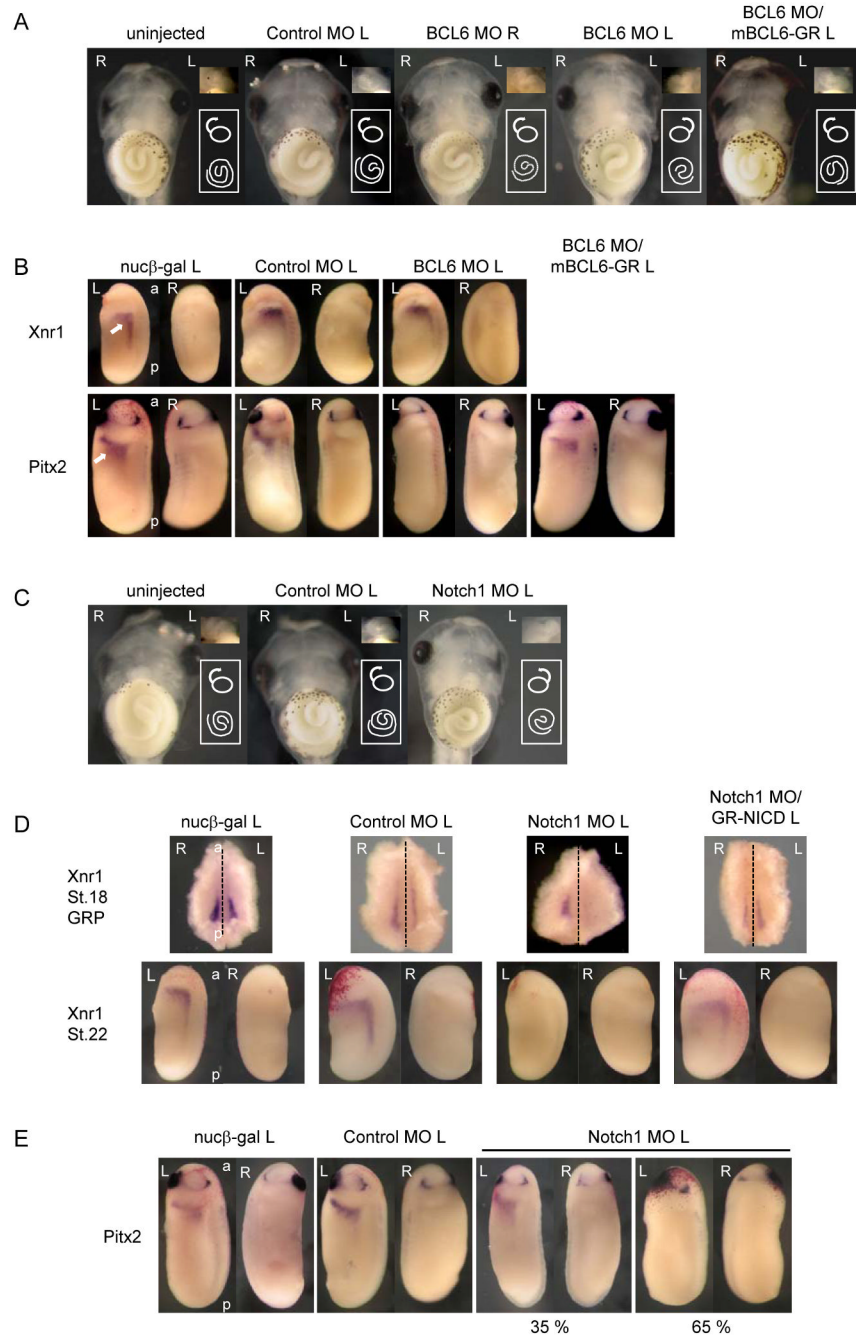 A
uninjected
Control MO L
BCL6 MO R
BCL6 MO L
BCL6 MO/
mBCL6-GR L
R L
R L
R L
R L
R L
B
nucβ-gal L
Control MO L
BCL6 MO L
BCL6 MO/
mBCL6-GR L
Xnr1
L a R
p
L R
L R
Pitx2
L a R
p
L R
L R
L R
C
uninjected
Control MO L
Notch1 MO L
R L
R L
R L
D
nucβ-gal L
Control MO L
Notch1 MO L
Notch1 MO/
GR-NICD L
Xnr1
St.18
GRP
R a L
p
R L
R L
R L
Xnr1
St.22
L a R
p
L R
L R
L R
E
nucβ-gal L
Control MO L
Notch1 MO L
Pitx2
L a R
p
L R
L R
L R
35 %
65 %